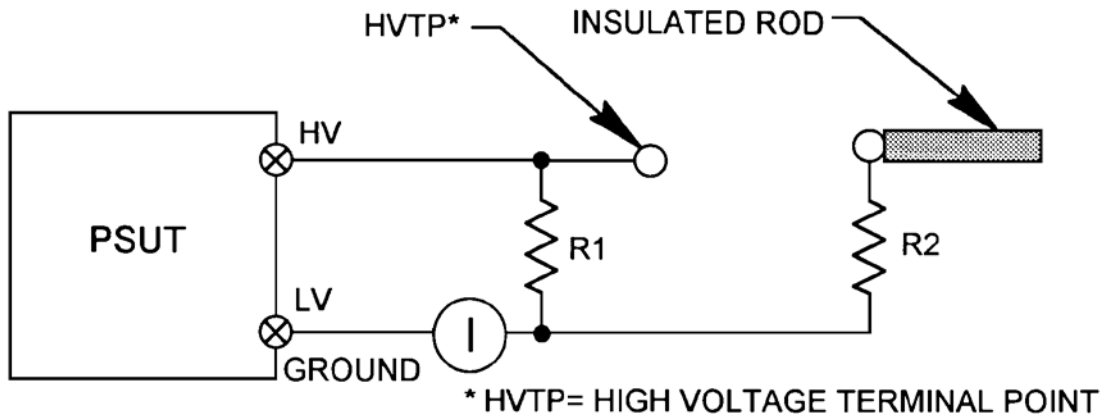 HVTP*
INSULATED ROD
HV
PSUT
R1
R2
LV
I
GROUND
* HVTP= HIGH VOLTAGE TERMINAL POINT